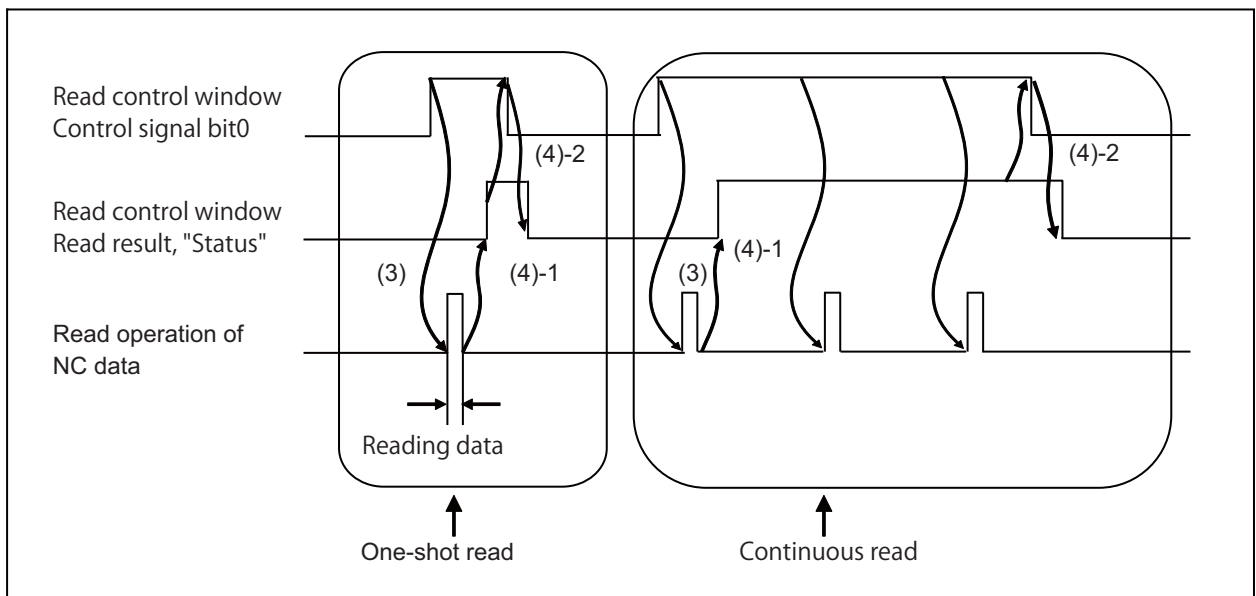 Read control window
Control signal bit0
(4)-2
(4)-2
Read control window
Read result, "Status"
(3)
(4)-1
(3)
(4)-1
Read operation of
NC data
Reading data
One-shot read
Continuous read